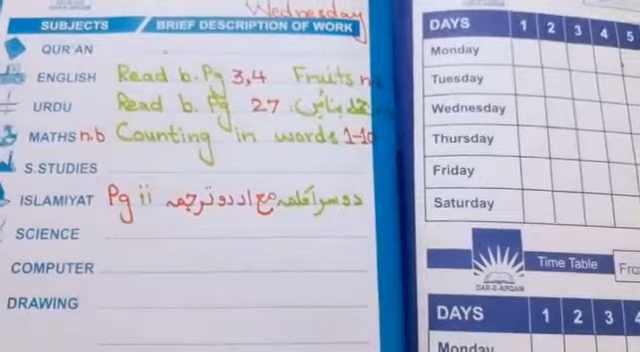 Wednesday
SUBJECTS BRIEF DESCRIPTION OF WORK
QUR'AN
ENGLISH Read b. Pg 3,4 Fruits
URDU Read b. Pg 27
MATHS n.b Counting in words 1-10
S.STUDIES
ISLAMIYAT Pg ii دوسرا کلمہ مع اردو ترجمہ
SCIENCE
COMPUTER
DRAWING
DAYS 1 2 3 4 5
Monday
Tuesday
Wednesday
Thursday
Friday
Saturday
DAR-E-ARQAM
Time Table
DAYS 1 2 3 4
Monday